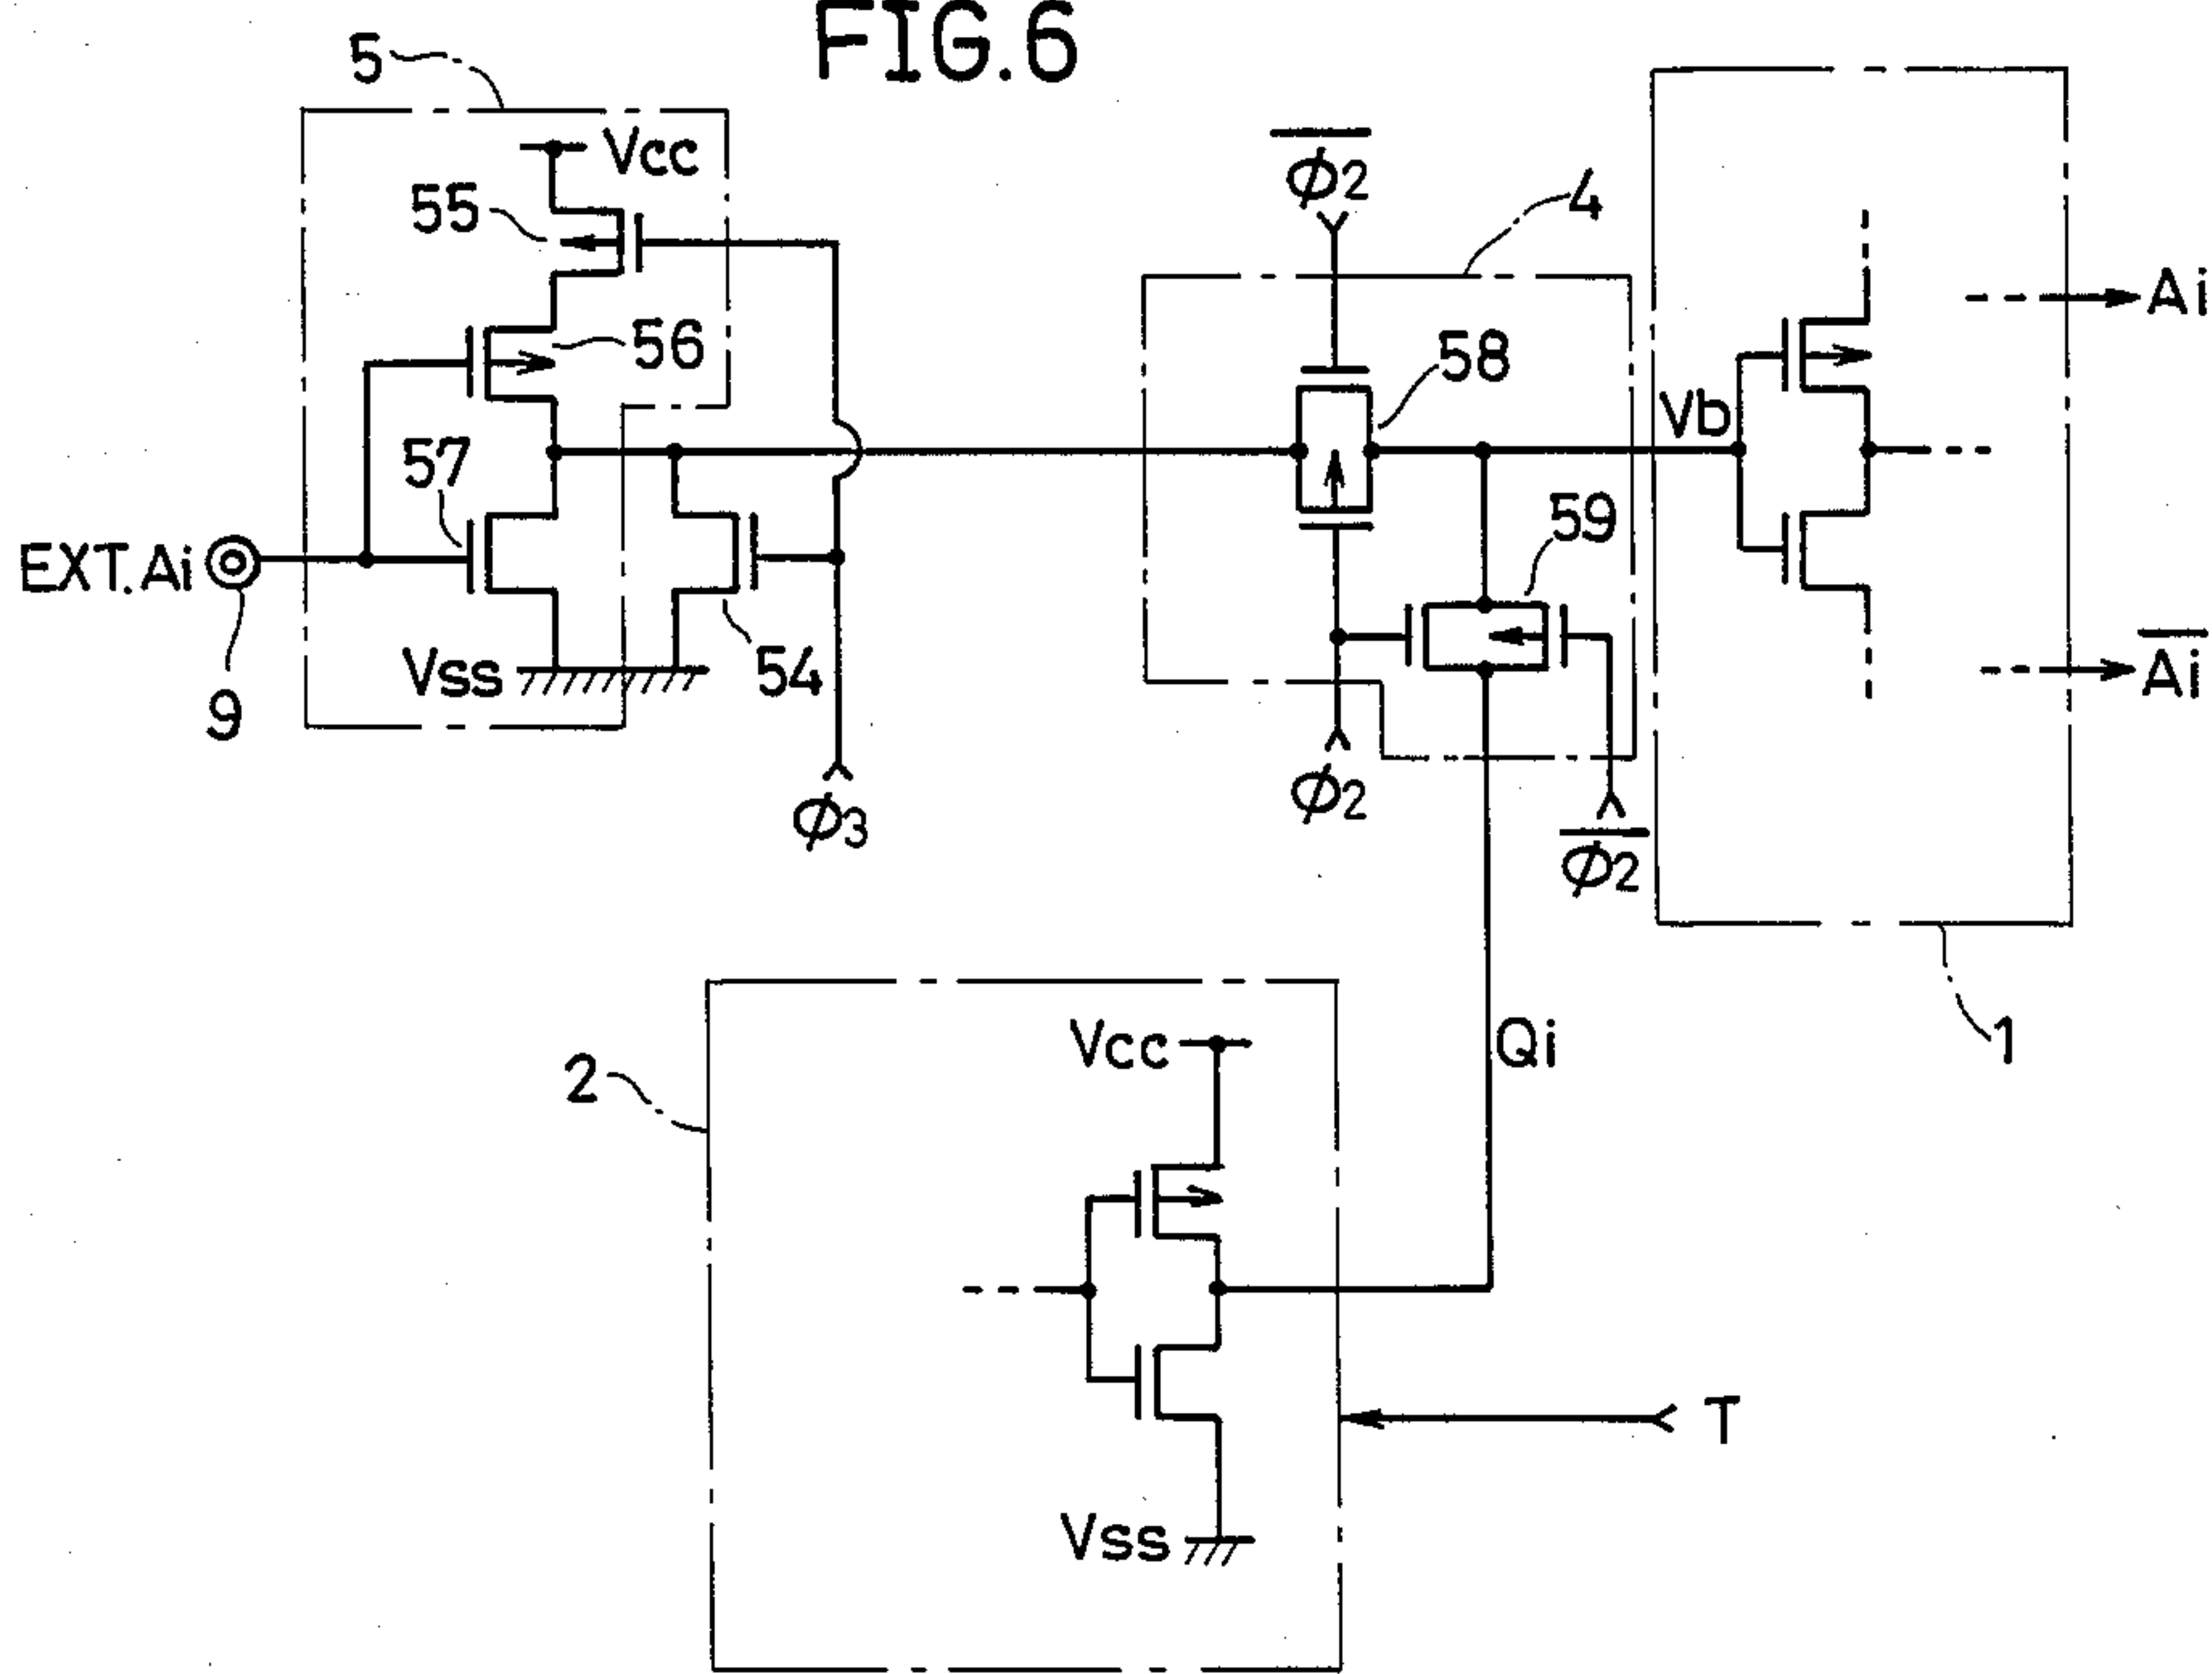 FIG.6
5
Vcc
55
56
57
EXT.Ai
9
Vss
54
ϕ3
ϕ2̅
4
58
59
ϕ2
ϕ2̅
Vb
Ai
A̅i̅
1
2
Vcc
Qi
Vss
T